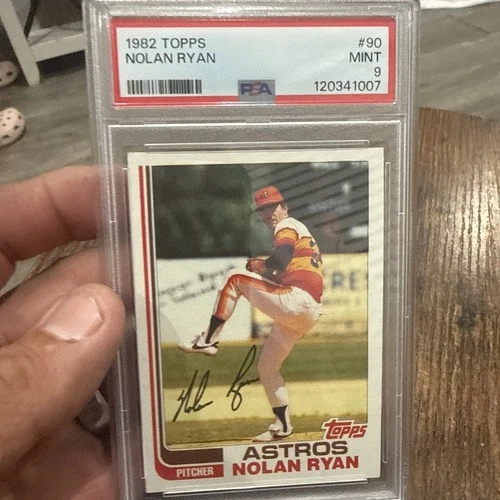 1982 TOPPS #90
NOLAN RYAN MINT
9
PSA 120341007
Nolan Ryan
topps
ASTROS
PITCHER NOLAN RYAN